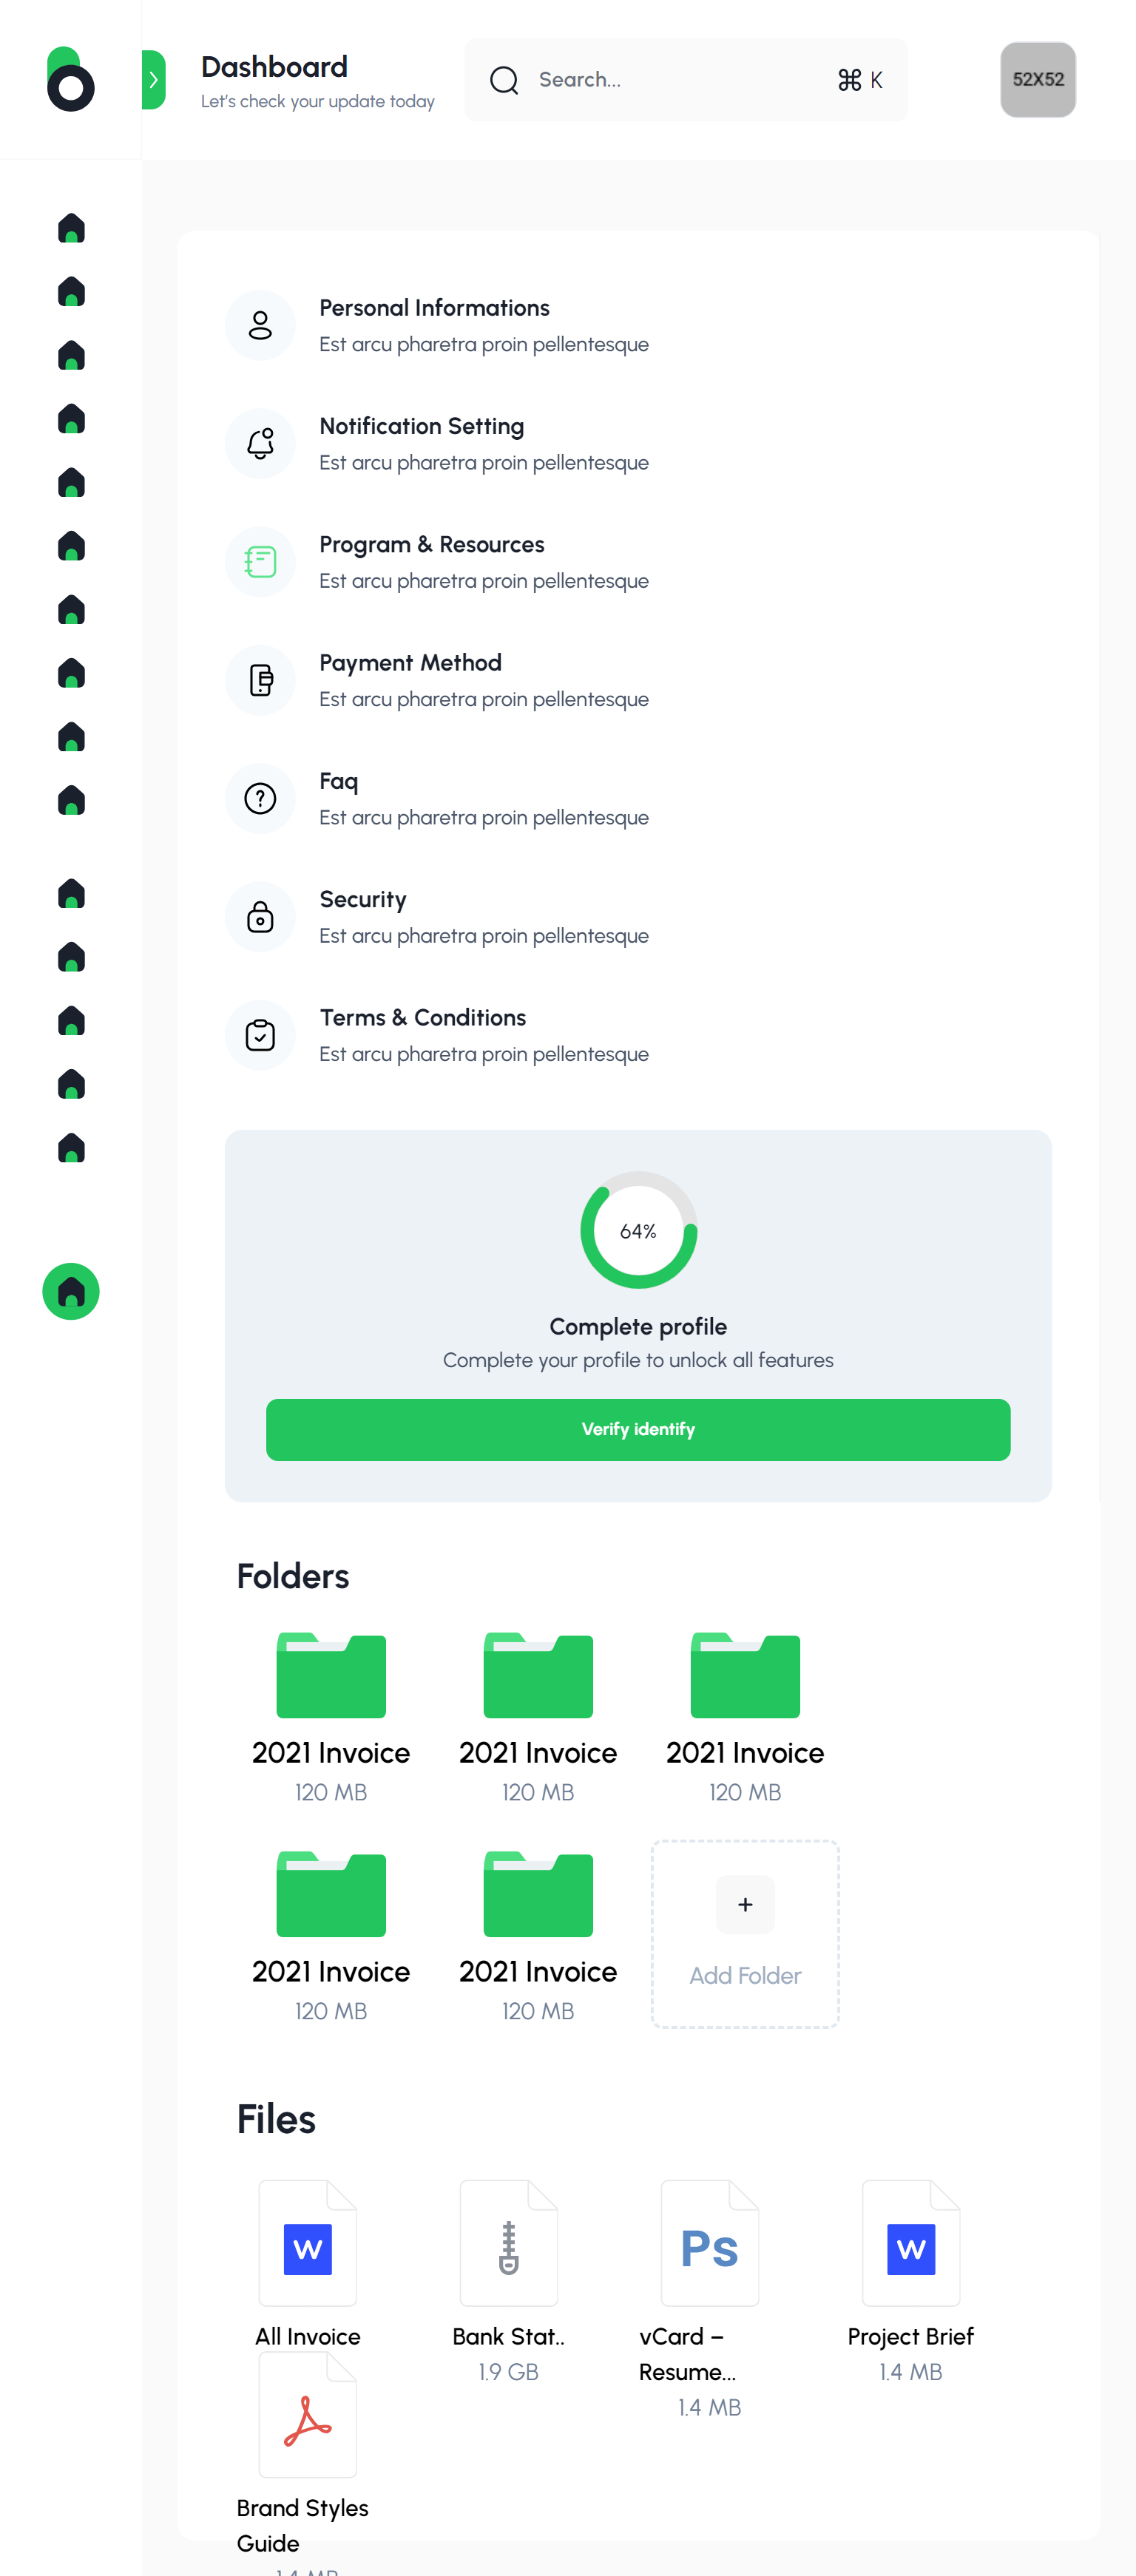 Dashboard
Let's check your update today
Search...
⌘ K
52X52
Personal Informations
Est arcu pharetra proin pellentesque
Notification Setting
Est arcu pharetra proin pellentesque
Program & Resources
Est arcu pharetra proin pellentesque
Payment Method
Est arcu pharetra proin pellentesque
Faq
Est arcu pharetra proin pellentesque
Security
Est arcu pharetra proin pellentesque
Terms & Conditions
Est arcu pharetra proin pellentesque
64%
Complete profile
Complete your profile to unlock all features
Verify identify
Folders
2021 Invoice
120 MB
2021 Invoice
120 MB
2021 Invoice
120 MB
2021 Invoice
120 MB
2021 Invoice
120 MB
+
Add Folder
Files
W
All Invoice
Bank Stat..
1.9 GB
Ps
vCard –
Resume...
1.4 MB
W
Project Brief
1.4 MB
Brand Styles
Guide
1.4 MB